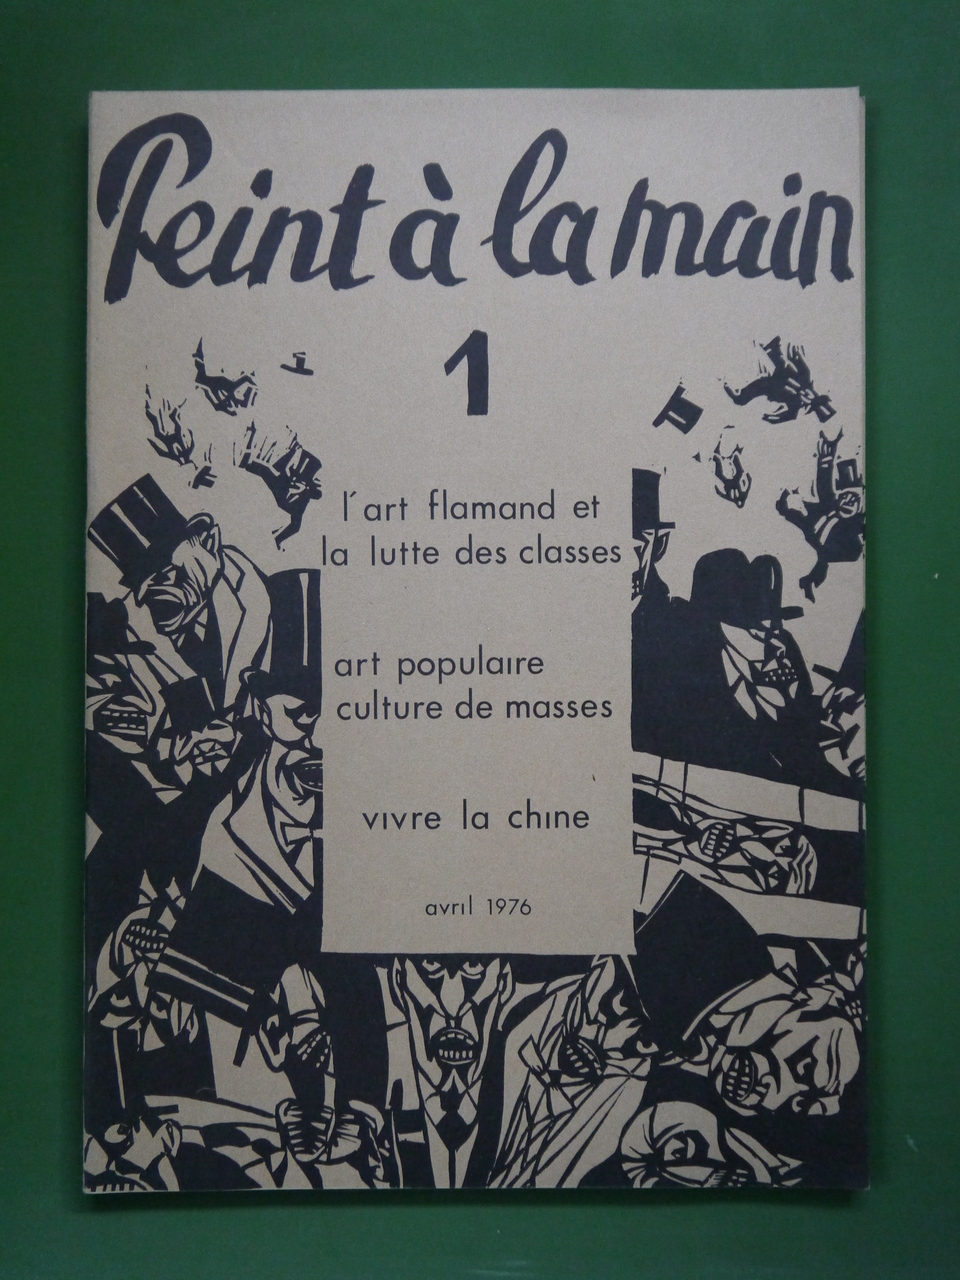 Peint à la main
1
l'art flamand et
la lutte des classes
art populaire
culture de masses
vivre la chine
avril 1976